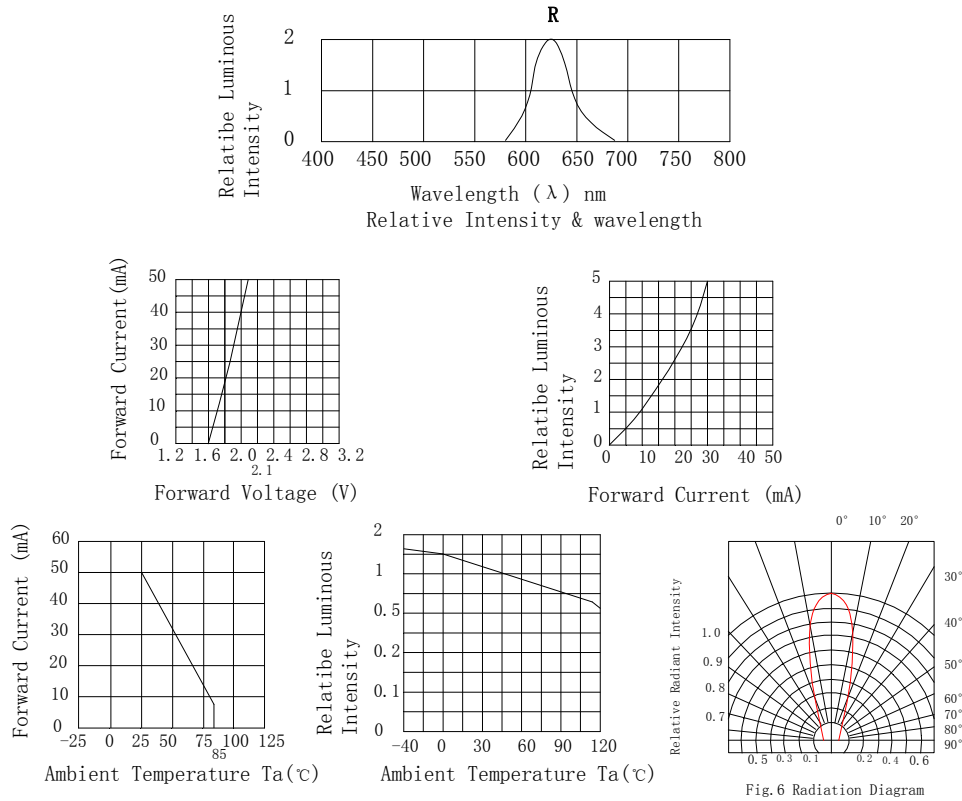 R
Relatibe Luminous
Intensity
2
1
0
400 450 500 550 600 650 700 600 800
Wavelength (λ) nm
Relative Intensity & wavelength
Forward Current(mA)
50
40
30
20
10
0
1.2 1.6 2.0 2.4 2.8 3.2
2.1
Forward Voltage (V)
Relatibe Luminous
Intensity
5
4
3
2
1
0
0 10 20 30 40 50
Forward Current (mA)
Forward Current (mA)
60
50
40
30
20
10
0
-25 0 25 75 100 125
50
85
Ambient Temperature Ta(℃)
Relatibe Luminous
Intensity
2
1
0.5
0.2
0.1
0
-40 0 30 60 90 120
Ambient Temperature Ta(℃)
0° 10° 20°
30°
40°
50°
60°
70°
80°
90°
Relative Radiant Intensity
1.0
0.9
0.8
0.7
0.5 0.3 0.1 0.2 0.4 0.6
Fig.6 Radiation Diagram